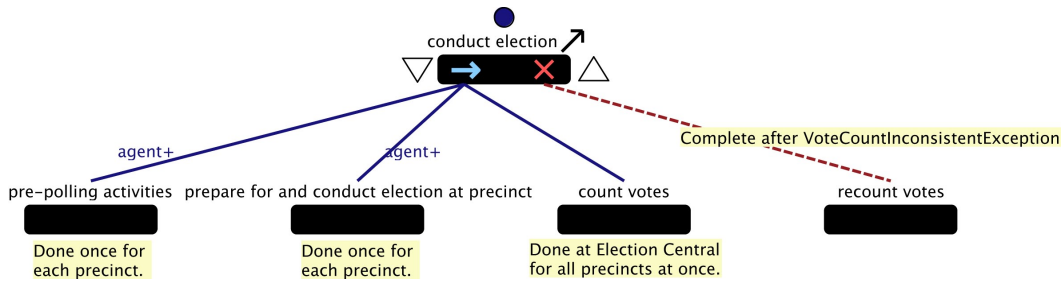 conduct election
agent+
agent+
Complete after VoteCountInconsistentException
pre-polling activities
prepare for and conduct election at precinct
count votes
recount votes
Done once for
each precinct.
Done once for
each precinct.
Done at Election Central
for all precincts at once.